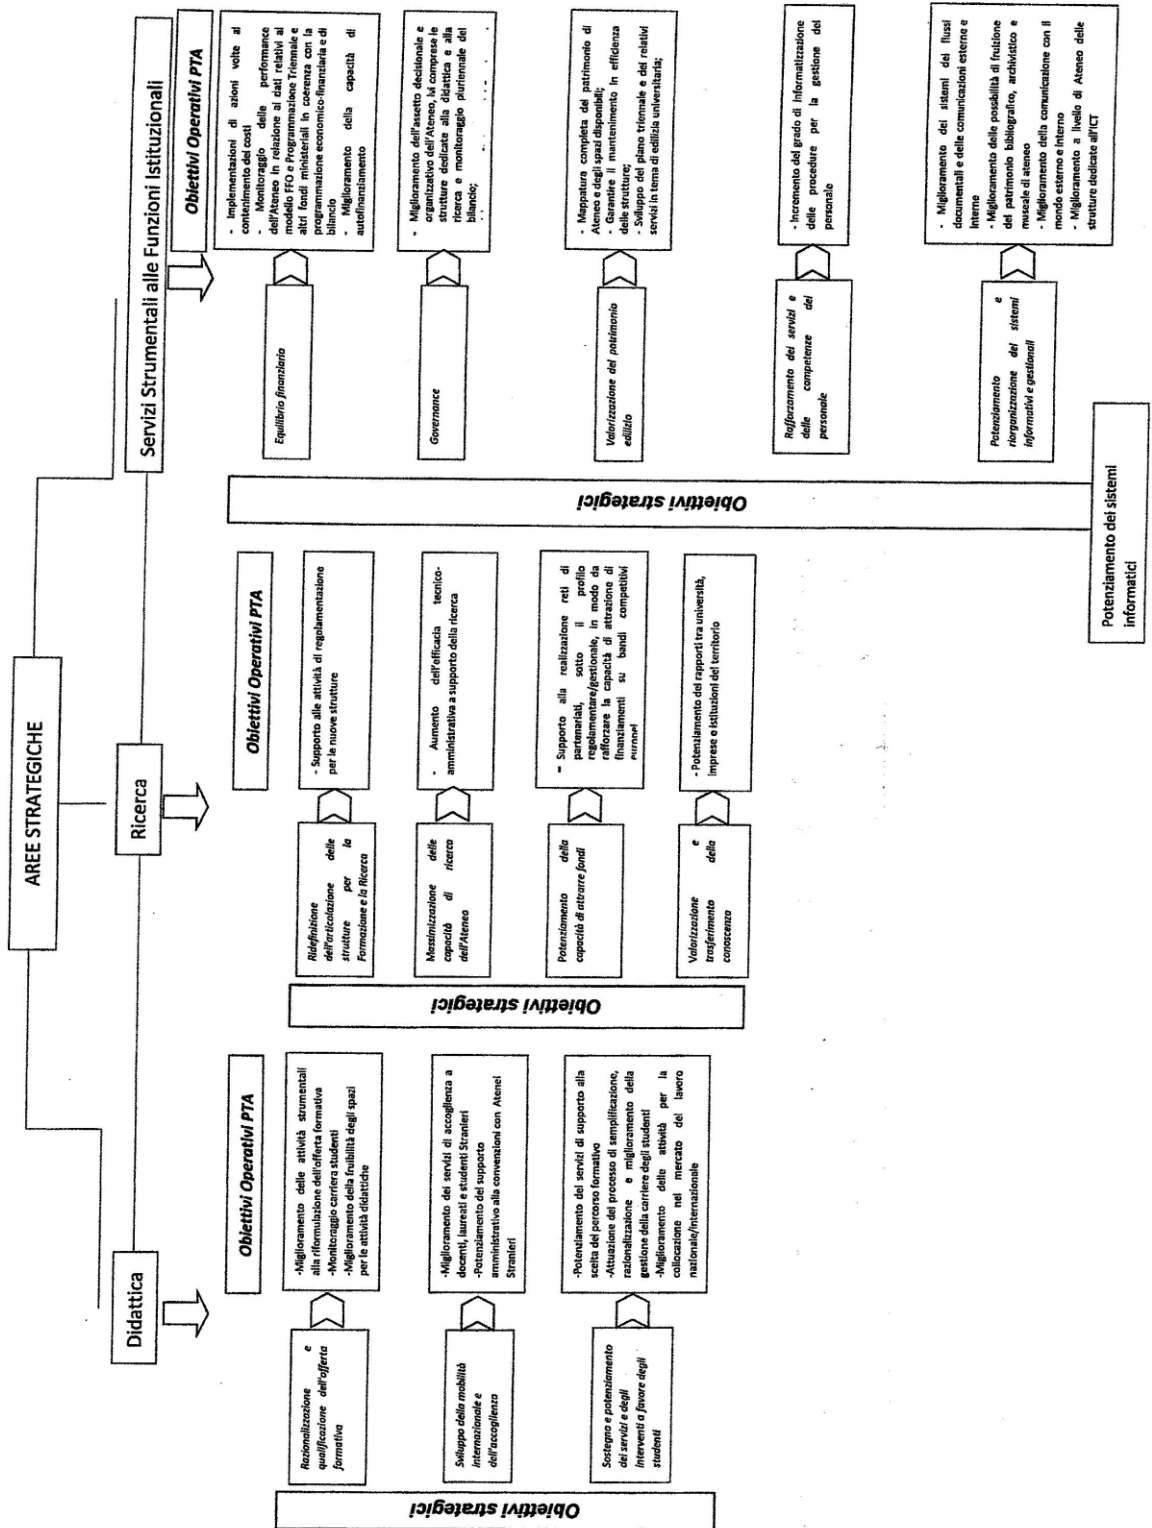 AREE STRATEGICHE
Didattica
Ricerca
Servizi Strumentali alle Funzioni Istituzionali
Obiettivi Operativi PTA
Obiettivi strategici
Razionalizzazione e
qualificazione dell'offerta
formativa
-Miglioramento delle attività strumentali
alla riformulazione dell'offerta formativa
-Monitoraggio carriera studenti
-Miglioramento della fruibilità degli spazi
per le attività didattiche
Sviluppo della mobilità
internazionale e
dell'accoglienza
-Miglioramento dei servizi di accoglienza a
docenti, laureati e studenti Stranieri
-Potenziamento del supporto
amministrativo alla convenzioni con Atenei
Stranieri
Sostegno e potenziamento
dei servizi e degli
interventi a favore degli
studenti
-Potenziamento dei servizi di supporto alla
scelta del percorso formativo
-Attuazione del processo di semplificazione,
razionalizzazione e miglioramento della
gestione della carriere degli studenti
-Miglioramento delle attività per la
collocazione nel mercato del lavoro
nazionale/internazionale
Obiettivi Operativi PTA
Obiettivi strategici
Ridefinizione
dell'articolazione delle
strutture per la
Formazione e la Ricerca
- Supporto alle attività di regolamentazione
per le nuove strutture
Massimizzazione delle
capacità di ricerca
dell'Ateneo
- Aumento dell'efficacia tecnico-
amministrativa a supporto della ricerca
Potenziamento della
capacità di attrarre fondi
- Supporto alla realizzazione reti di
partenariati, sotto il profilo
regolamentare/gestionale, in modo da
rafforzare la capacità di attrazione di
finanziamenti su bandi competitivi
europei
Valorizzazione e
trasferimento della
conoscenza
- Potenziamento dei rapporti tra università,
imprese e istituzioni del territorio
Obiettivi Operativi PTA
Obiettivi strategici
Equilibrio finanziario
- Implementazioni di azioni volte al
contenimento dei costi
- Monitoraggio delle performance
dell'Ateneo in relazione ai dati relativi al
modello FFO e Programmazione Triennale e
altri fondi ministeriali in coerenza con la
programmazione economico-finanziaria e di
bilancio
- Miglioramento della capacità di
autofinanziamento
Governance
- Miglioramento dell'assetto decisionale e
organizzativo dell'Ateneo, ivi comprese le
strutture dedicate alla didattica e alla
ricerca e monitoraggio pluriennale del
bilancio;
Valorizzazione del patrimonio
edilizio
- Mappatura completa del patrimonio di
Ateneo e degli spazi disponibili;
- Garantire il mantenimento in efficienza
delle strutture;
- Sviluppo del piano triennale e dei relativi
servizi in tema di edilizia universitaria;
Rafforzamento dei servizi e
delle competenze del
personale
- Incremento del grado di informatizzazione
delle procedure per la gestione del
personale
Potenziamento e
riorganizzazione dei sistemi
informativi e gestionali
- Miglioramento dei sistemi dei flussi
documentali e delle comunicazioni esterne e
interne
- Miglioramento delle possibilità di fruizione
del patrimonio bibliografico, archivistico e
museale di ateneo
- Miglioramento della comunicazione con il
mondo esterno e interno
- Miglioramento a livello di Ateneo delle
strutture dedicate all'ICT
Potenziamento dei sistemi
informatici